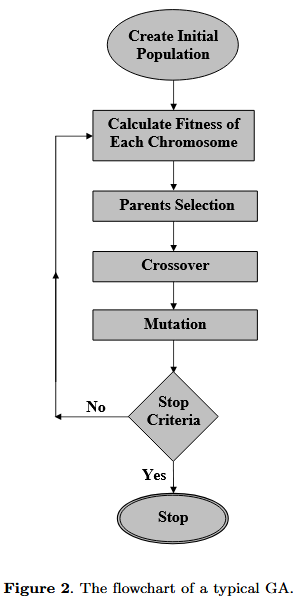 Create Initial
Population
Calculate Fitness of
Each Chromosome
Parents Selection
Crossover
Mutation
Stop
Criteria
No
Yes
Stop
Figure 2. The flowchart of a typical GA.